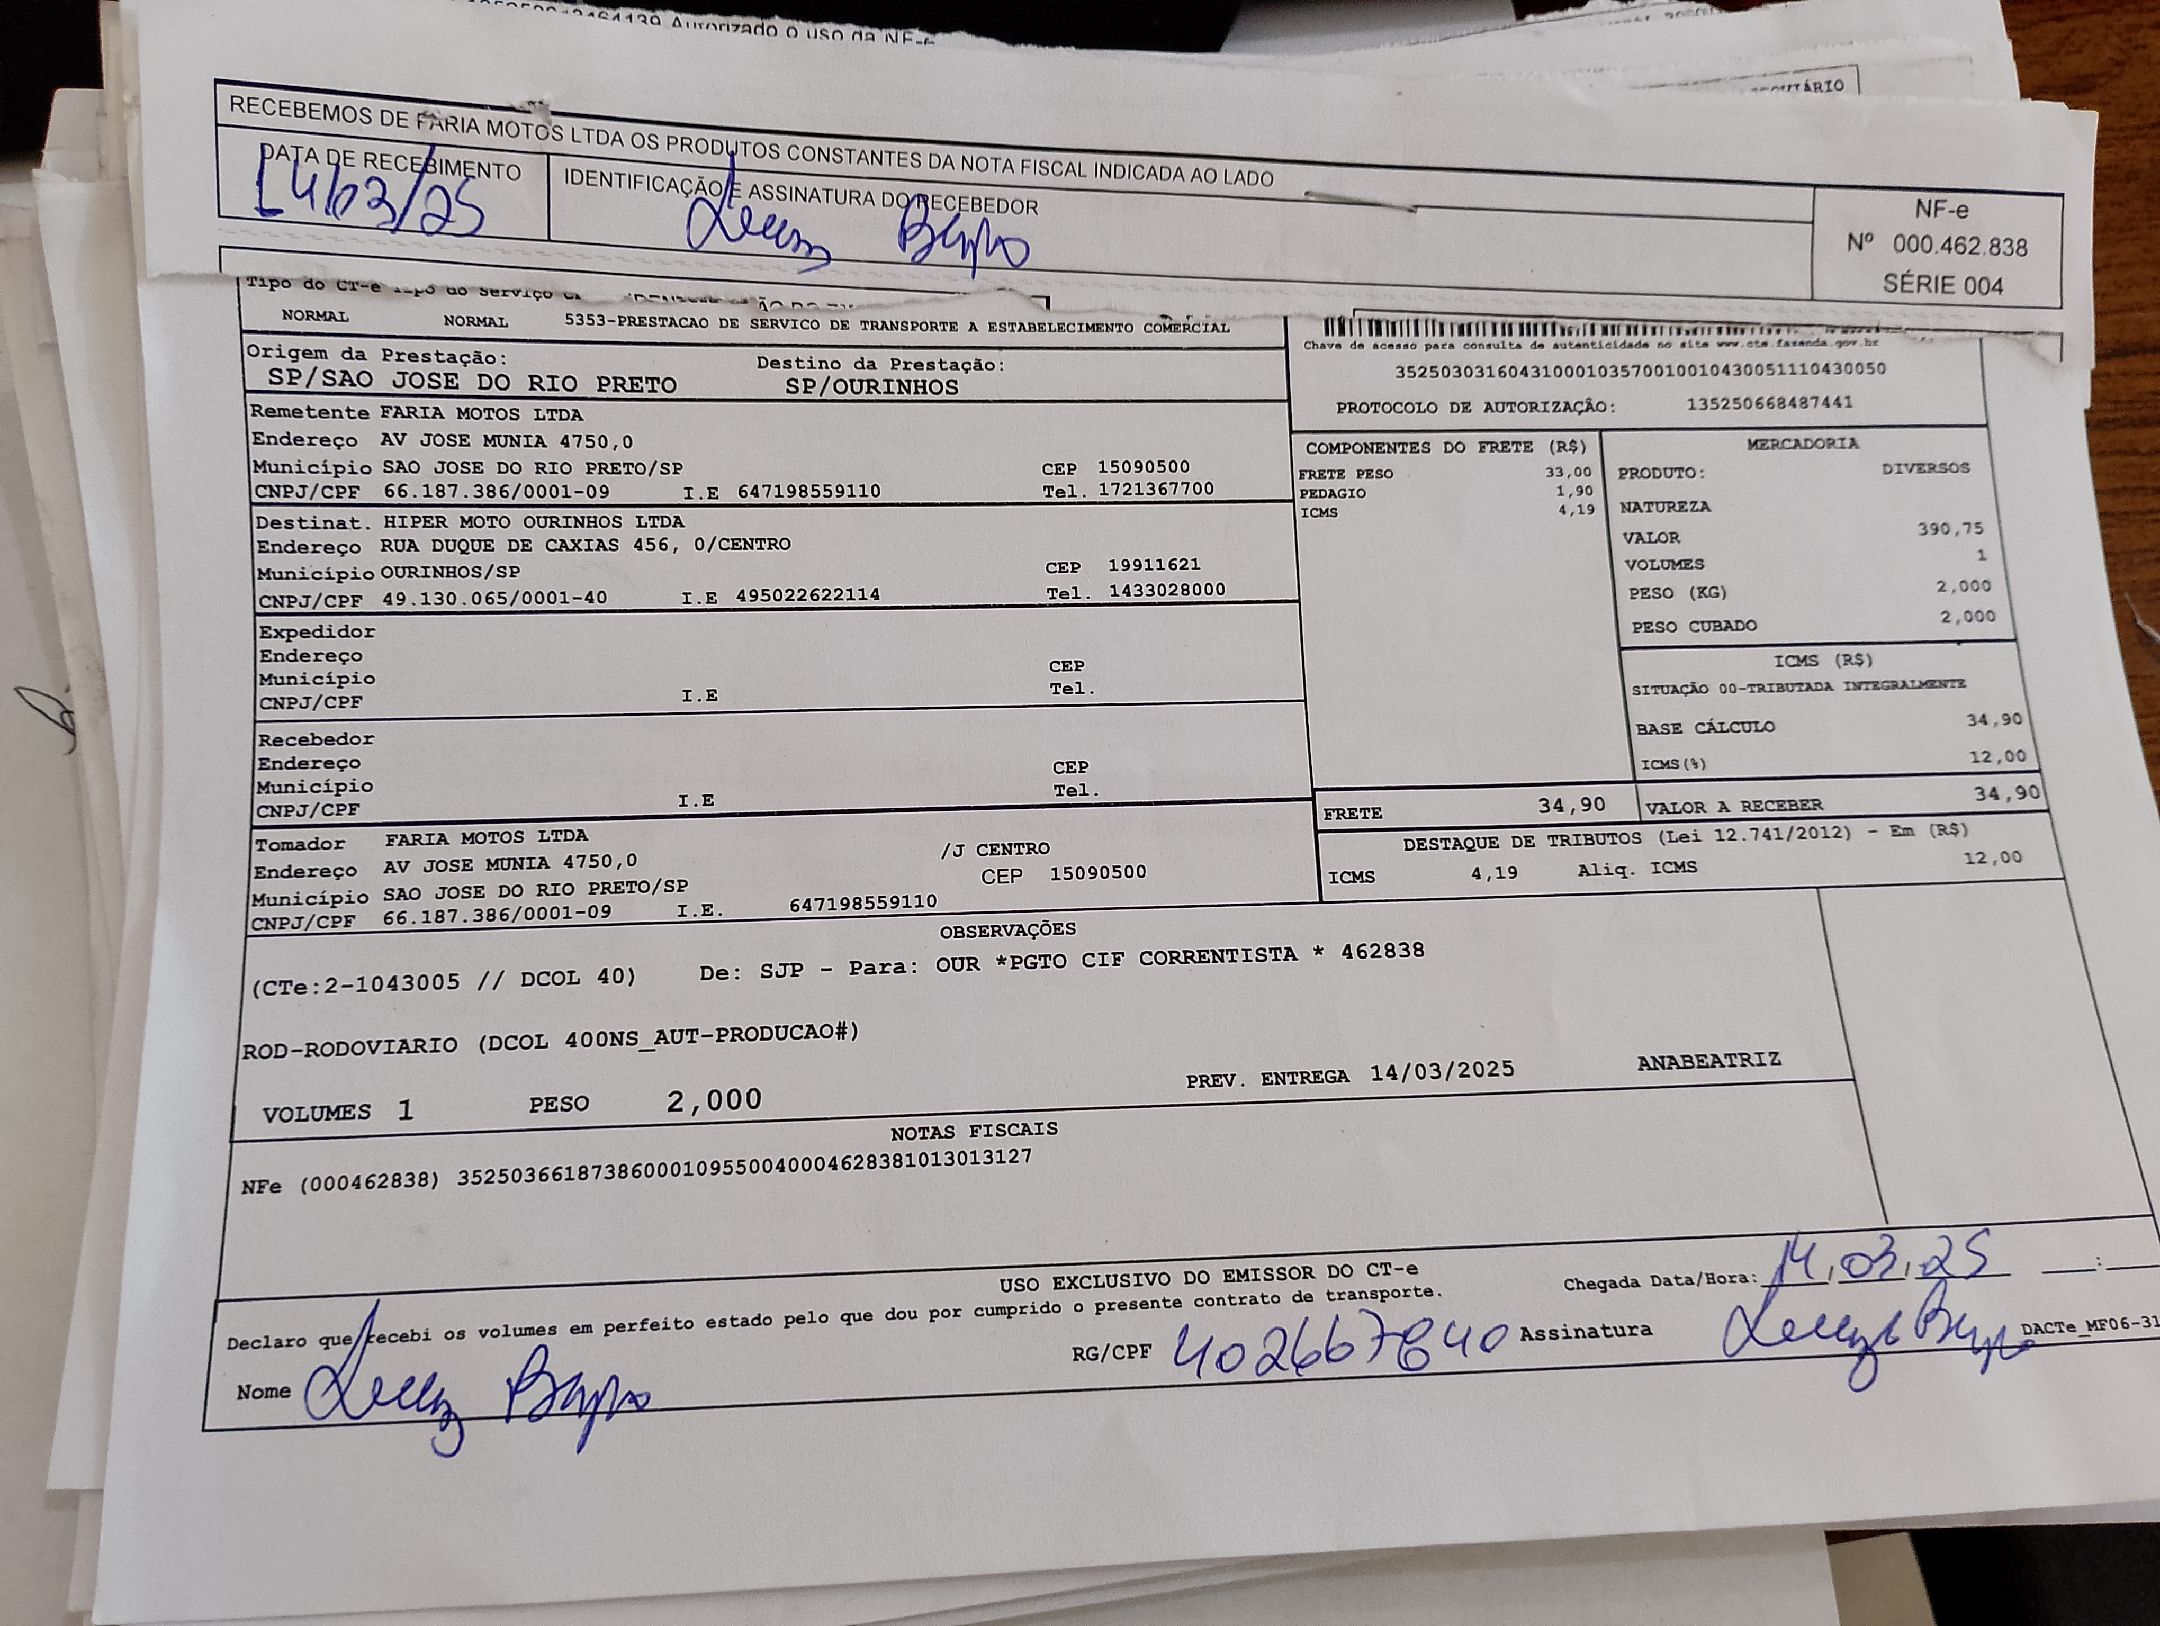 Autorizado o uso da NF-e
RECEBEMOS DE FARIA MOTOS LTDA OS PRODUTOS CONSTANTES DA NOTA FISCAL INDICADA AO LADO
DATA DE RECEBIMENTO IDENTIFICAÇÃO E ASSINATURA DO RECEBEDOR
14/03/25
NF-e
Nº 000.462.838
SÉRIE 004
Tipo do CT-e Tipo do Serviço
NORMAL NORMAL 5353-PRESTACAO DE SERVICO DE TRANSPORTE A ESTABELECIMENTO COMERCIAL
Origem da Prestação: Destino da Prestação:
SP/SAO JOSE DO RIO PRETO SP/OURINHOS
Chave de acesso para consulta de autenticidade no site www.cte.fazenda.gov.br
35250303160431000103570010010430051110430050
PROTOCOLO DE AUTORIZAÇÃO: 135250668487441
Remetente FARIA MOTOS LTDA
Endereço AV JOSE MUNIA 4750,0
Município SAO JOSE DO RIO PRETO/SP CEP 15090500
CNPJ/CPF 66.187.386/0001-09 I.E 647198559110 Tel. 1721367700
Destinat. HIPER MOTO OURINHOS LTDA
Endereço RUA DUQUE DE CAXIAS 456, 0/CENTRO
Município OURINHOS/SP CEP 19911621
CNPJ/CPF 49.130.065/0001-40 I.E 495022622114 Tel. 1433028000
Expedidor
Endereço
Município CEP
CNPJ/CPF I.E Tel.
Recebedor
Endereço
Município CEP
CNPJ/CPF I.E Tel.
Tomador FARIA MOTOS LTDA
Endereço AV JOSE MUNIA 4750,0 /J CENTRO
Município SAO JOSE DO RIO PRETO/SP CEP 15090500
CNPJ/CPF 66.187.386/0001-09 I.E. 647198559110
COMPONENTES DO FRETE (R$)
FRETE PESO 33,00
PEDAGIO 1,90
ICMS 4,19
MERCADORIA
PRODUTO: DIVERSOS
NATUREZA
VALOR 390,75
VOLUMES 1
PESO (KG) 2,000
PESO CUBADO 2,000
ICMS (R$)
SITUAÇÃO 00-TRIBUTADA INTEGRALMENTE
BASE CÁLCULO 34,90
ICMS(%) 12,00
FRETE 34,90 VALOR A RECEBER 34,90
DESTAQUE DE TRIBUTOS (Lei 12.741/2012) - Em (R$)
ICMS 4,19 Aliq. ICMS 12,00
OBSERVAÇÕES
(CTe:2-1043005 // DCOL 40) De: SJP - Para: OUR *PGTO CIF CORRENTISTA * 462838
ROD-RODOVIARIO (DCOL 400NS_AUT-PRODUCAO#)
VOLUMES 1 PESO 2,000 PREV. ENTREGA 14/03/2025 ANABEATRIZ
NOTAS FISCAIS
NFe (000462838) 35250366187386000109550040004628381013013127
USO EXCLUSIVO DO EMISSOR DO CT-e
Declaro que recebi os volumes em perfeito estado pelo que dou por cumprido o presente contrato de transporte.
Chegada Data/Hora: 14,03,25 __:__
Nome RG/CPF 402667840 Assinatura
DACTe_MF06-31